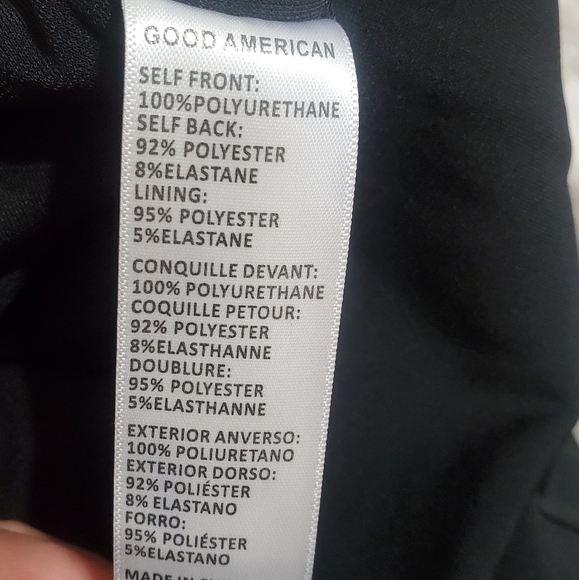 GOOD AMERICAN
SELF FRONT:
100%POLYURETHANE
SELF BACK:
92% POLYESTER
8%ELASTANE
LINING:
95% POLYESTER
5%ELASTANE
CONQUILLE DEVANT:
100% POLYURETHANE
COQUILLE PETOUR:
92% POLYESTER
8%ELASTHANNE
DOUBLURE:
95% POLYESTER
5%ELASTHANNE
EXTERIOR ANVERSO:
100% POLIURETANO
EXTERIOR DORSO:
92% POLIÉSTER
8% ELASTANO
FORRO:
95% POLIÉSTER
5%ELASTANO
MADE IN